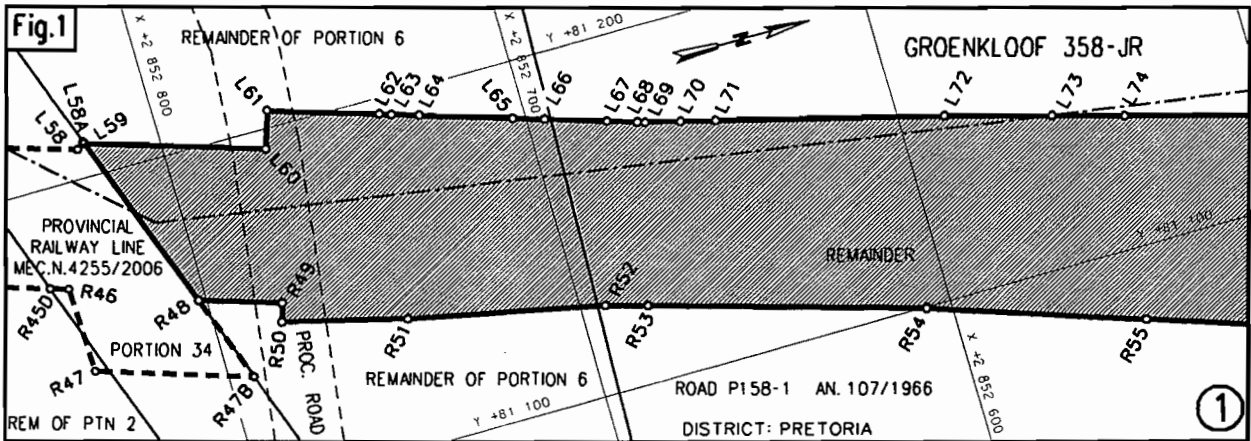 Fig.1
REMAINDER OF PORTION 6
X +2 852 800
X +2 852 700
Y +81 200
N
GROENKLOOF 358-JR
L58
L58A
L59
L60
L61
L62
L63
L64
L65
L66
L67
L68
L69
L70
L71
L72
L73
L74
PROVINCIAL
RAILWAY LINE
MEC.N.4255/2006
REMAINDER
Y +81 100
R45D
R46
R47
R47B
R48
R49
R50
R51
R52
R53
R54
R55
PORTION 34
PROC. ROAD
REM OF PTN 2
REMAINDER OF PORTION 6
Y +81 100
ROAD P158-1 AN. 107/1966
DISTRICT: PRETORIA
X +2 852 600
1